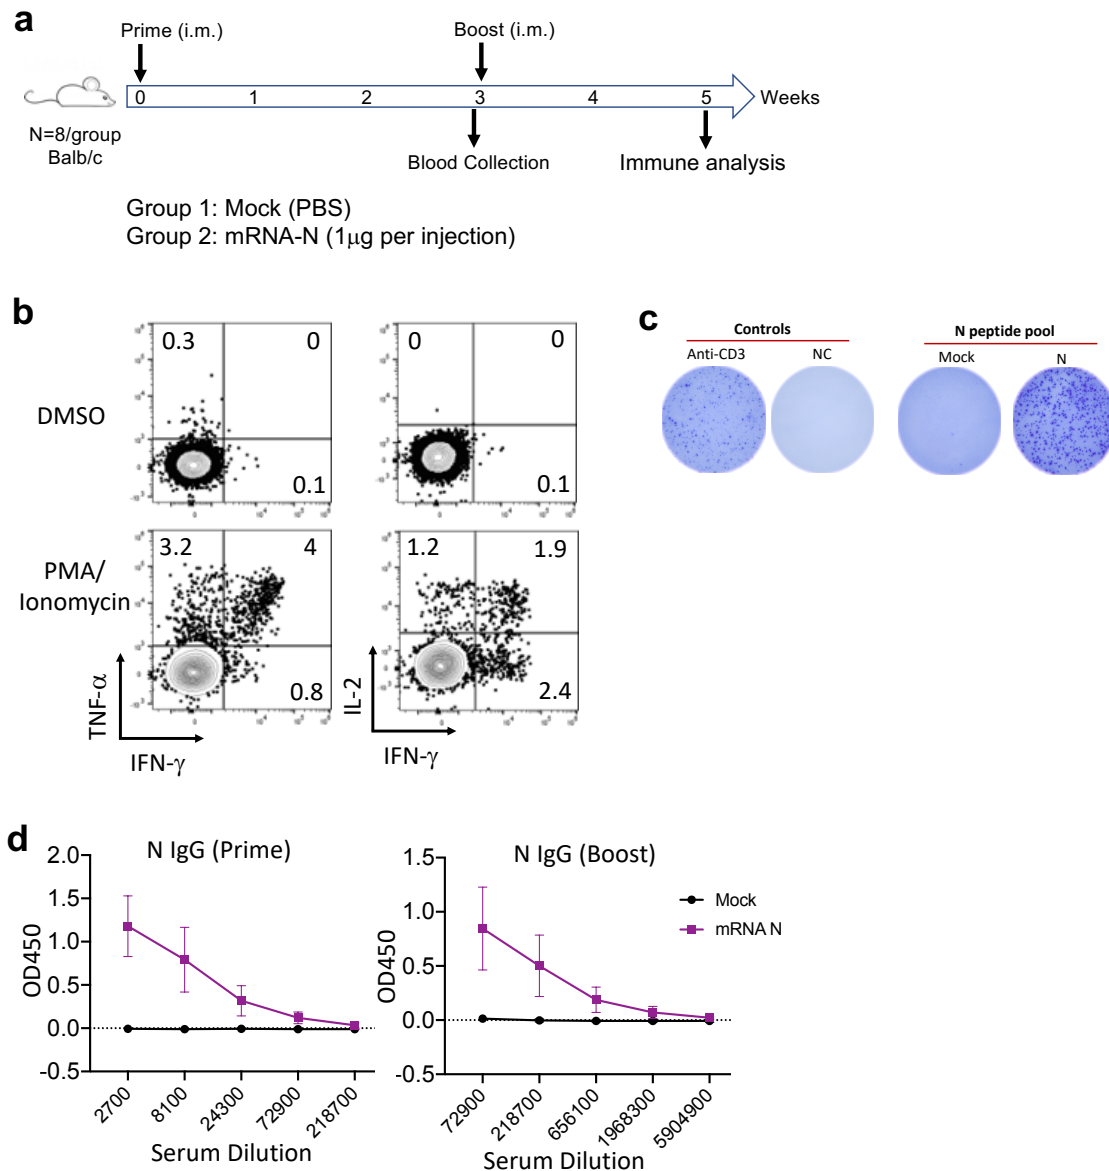 a
Prime (i.m.)
Boost (i.m.)
0 1 2 3 4 5 Weeks
N=8/group
Balb/c
Blood Collection
Immune analysis
Group 1: Mock (PBS)
Group 2: mRNA-N (1μg per injection)
b
DMSO
0.3 0
0.1
0 0
0.1
PMA/
Ionomycin
3.2 4
0.8
1.2 1.9
2.4
TNF-α
IFN-γ
IL-2
IFN-γ
c
Controls
Anti-CD3 NC
N peptide pool
Mock N
d
N IgG (Prime)
OD450
2.0
1.5
1.0
0.5
0.0
-0.5
2700 8100 24300 72900 218700
Serum Dilution
N IgG (Boost)
OD450
1.5
1.0
0.5
0.0
-0.5
72900 218700 656100 1968300 5904900
Serum Dilution
Mock
mRNA N